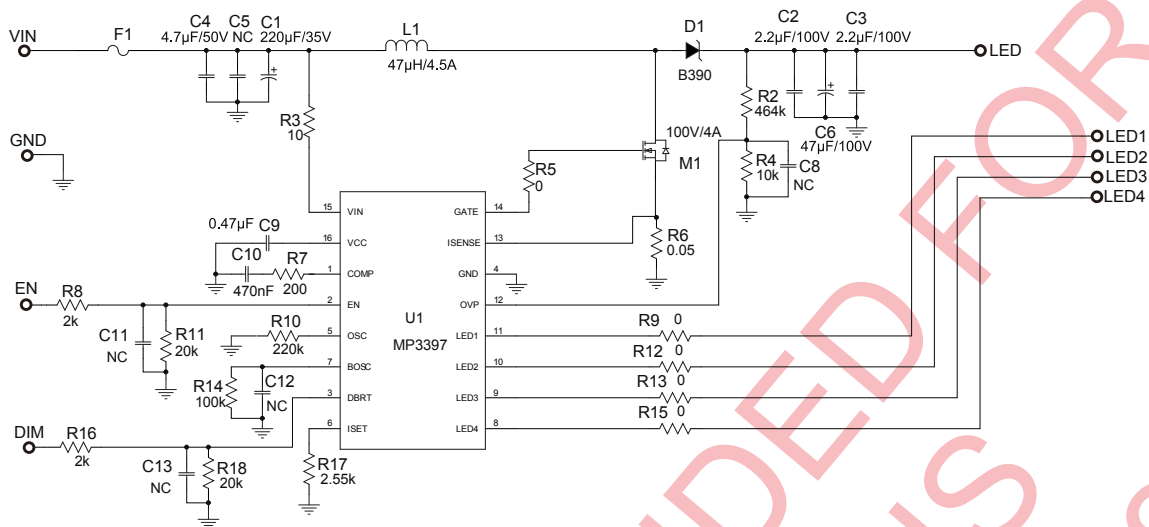 VIN
F1
C4
4.7µF/50V
C5
NC
C1
220µF/35V
+
L1
47µH/4.5A
D1
B390
C2
2.2µF/100V
C3
2.2µF/100V
LED
R3
10
R2
464k
+
C6
47µF/100V
GND
100V/4A
M1
R5
0
R4
10k
C8
NC
LED1
LED2
LED3
LED4
15 VIN
GATE 14
0.47µF C9
16 VCC
ISENSE 13
R6
0.05
C10
470nF
R7
200
1 COMP
GND 4
EN
R8
2k
2 EN
OVP 12
U1
MP3397
C11
NC
R11
20k
R10
220k
5 OSC
LED1 11
R9 0
7 BOSC
LED2 10
R12 0
R14
100k
C12
NC
3 DBRT
LED3 9
R13 0
6 ISET
LED4 8
R15 0
DIM
R16
2k
C13
NC
R18
20k
R17
2.55k
DED FOR
NS